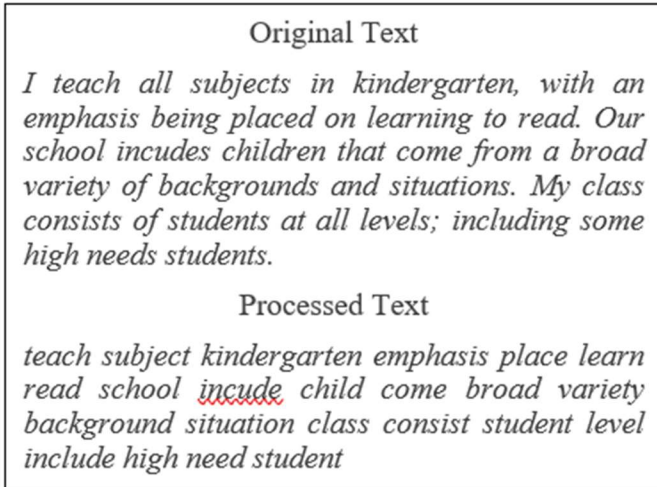 Original Text
I teach all subjects in kindergarten, with an
emphasis being placed on learning to read. Our
school incudes children that come from a broad
variety of backgrounds and situations. My class
consists of students at all levels; including some
high needs students.
Processed Text
teach subject kindergarten emphasis place learn
read school incude child come broad variety
background situation class consist student level
include high need student